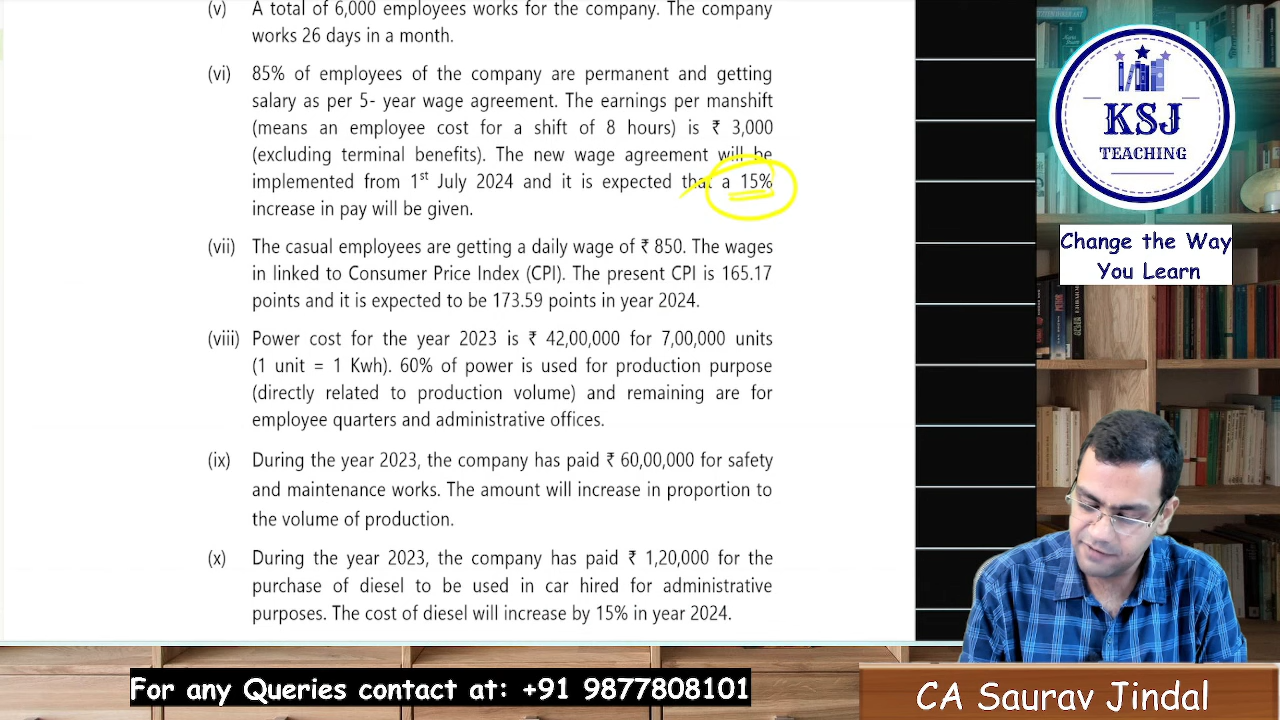 (v) A total of 6,000 employees works for the company. The company
works 26 days in a month.
(vi) 85% of employees of the company are permanent and getting
salary as per 5- year wage agreement. The earnings per manshift
(means an employee cost for a shift of 8 hours) is ₹ 3,000
(excluding terminal benefits). The new wage agreement will be
implemented from 1st July 2024 and it is expected that a 15%
increase in pay will be given.
(vii) The casual employees are getting a daily wage of ₹ 850. The wages
in linked to Consumer Price Index (CPI). The present CPI is 165.17
points and it is expected to be 173.59 points in year 2024.
(viii) Power cost for the year 2023 is ₹ 42,00,000 for 7,00,000 units
(1 unit = 1 Kwh). 60% of power is used for production purpose
(directly related to production volume) and remaining are for
employee quarters and administrative offices.
(ix) During the year 2023, the company has paid ₹ 60,00,000 for safety
and maintenance works. The amount will increase in proportion to
the volume of production.
(x) During the year 2023, the company has paid ₹ 1,20,000 for the
purchase of diesel to be used in car hired for administrative
purposes. The cost of diesel will increase by 15% in year 2024.
KSJ
TEACHING
Change the Way
You Learn
For any Queries contact at: +91 9877808101
CA Saurav Jindal